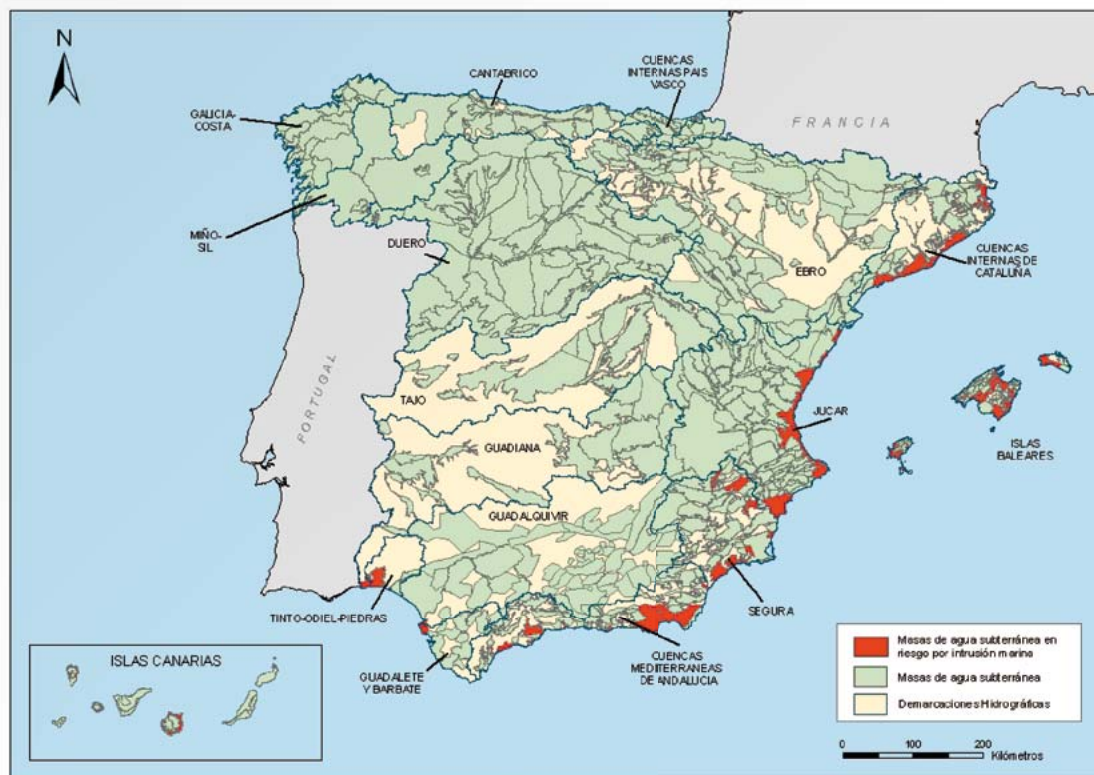 N
GALICIA-
COSTA
CANTABRICO
CUENCAS
INTERNAS PAIS
VASCO
FRANCIA
MIÑO-
SIL
DUERO
EBRO
CUENCAS
INTERNAS DE
CATALUÑA
PORTUGAL
TAJO
JUCAR
ISLAS
BALEARES
GUADIANA
GUADALQUIVIR
TINTO-ODIEL-PIEDRAS
SEGURA
GUADALETE
Y BARBATE
CUENCAS
MEDITERRANEAS
DE ANDALUCIA
ISLAS CANARIAS
Masas de agua subterránea en
riesgo por intrusión marina
Masas de agua subterránea
Demarcaciones Hidrográficas
0 100 200
Kilómetros